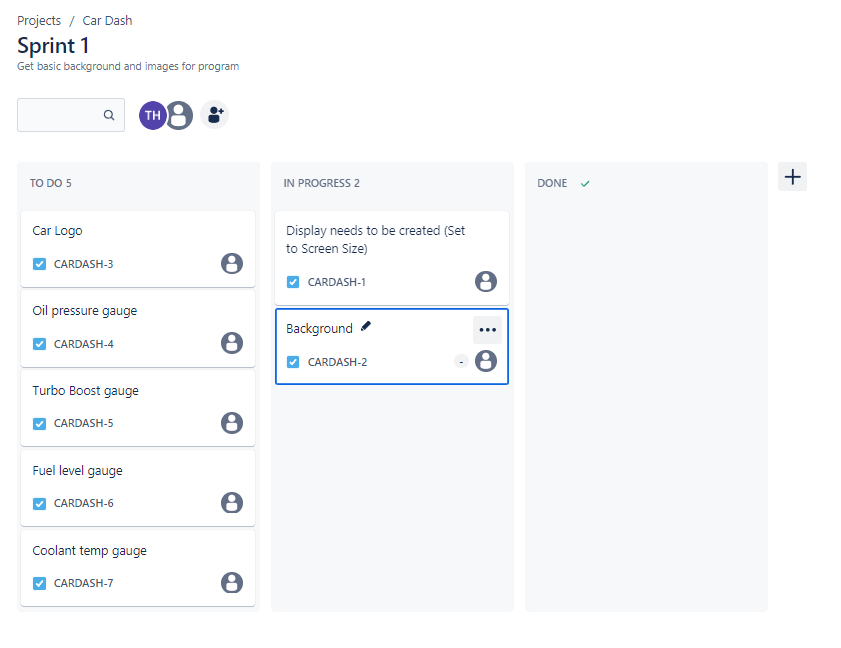 Projects / Car Dash
Sprint 1
Get basic background and images for program
TH
TO DO 5
Car Logo
CARDASH-3
Oil pressure gauge
CARDASH-4
Turbo Boost gauge
CARDASH-5
Fuel level gauge
CARDASH-6
Coolant temp gauge
CARDASH-7
IN PROGRESS 2
Display needs to be created (Set
to Screen Size)
CARDASH-1
Background
CARDASH-2
-
DONE